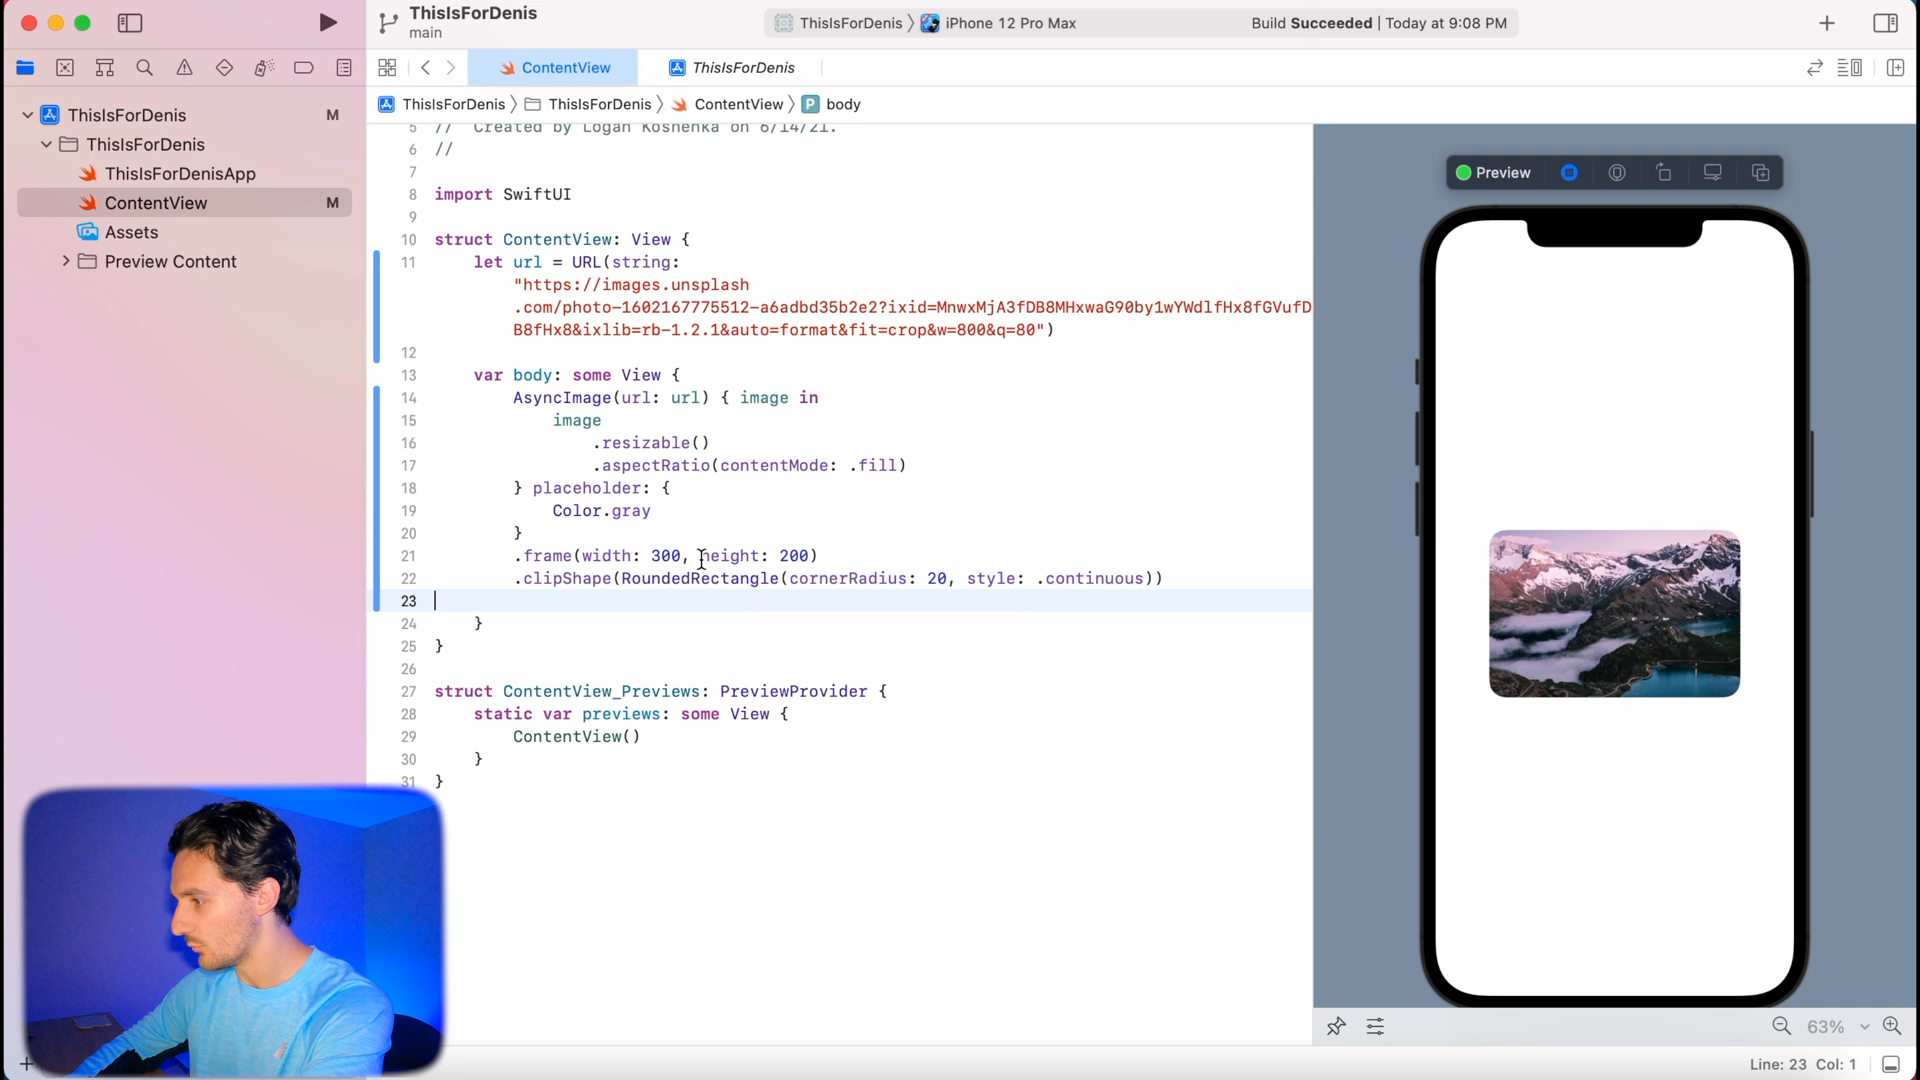 ThisIsForDenis
main
ThisIsForDenis
iPhone 12 Pro Max
Build Succeeded | Today at 9:08 PM
ContentView
ThisIsForDenis
ThisIsForDenis
ThisIsForDenis
ContentView
P
body
ThisIsForDenis
M
ThisIsForDenis
ThisIsForDenisApp
ContentView
M
Assets
Preview Content
5 // Created by Logan Koshenka on 6/14/21.
6 //
7
8 import SwiftUI
9
10 struct ContentView: View {
11 let url = URL(string:
"https://images.unsplash
.com/photo-1602167775512-a6adbd35b2e2?ixid=MnwxMjA3fDB8MHxwaG90by1wYWdlfHx8fGVufD
B8fHx8&ixlib=rb-1.2.1&auto=format&fit=crop&w=800&q=80")
12
13 var body: some View {
14 AsyncImage(url: url) { image in
15 image
16 .resizable()
17 .aspectRatio(contentMode: .fill)
18 } placeholder: {
19 Color.gray
20 }
21 .frame(width: 300, height: 200)
22 .clipShape(RoundedRectangle(cornerRadius: 20, style: .continuous))
23
24 }
25 }
26
27 struct ContentView_Previews: PreviewProvider {
28 static var previews: some View {
29 ContentView()
30 }
31 }
Preview
63%
Line: 23 Col: 1